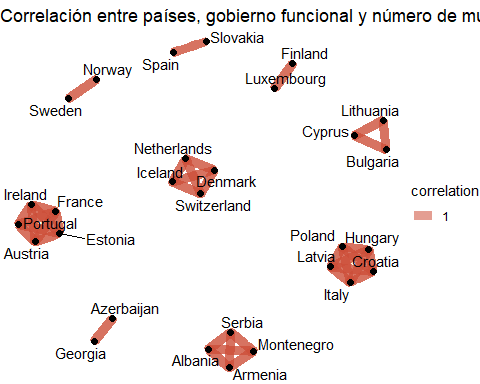 Correlación entre países, gobierno funcional y número de mu
Slovakia
Spain
Finland
Norway
Luxembourg
Sweden
Lithuania
Cyprus
Netherlands
Bulgaria
Iceland
Denmark
Switzerland
correlation
1
Ireland
France
Portugal
Estonia
Austria
Poland
Hungary
Latvia
Croatia
Italy
Azerbaijan
Georgia
Serbia
Montenegro
Albania
Armenia